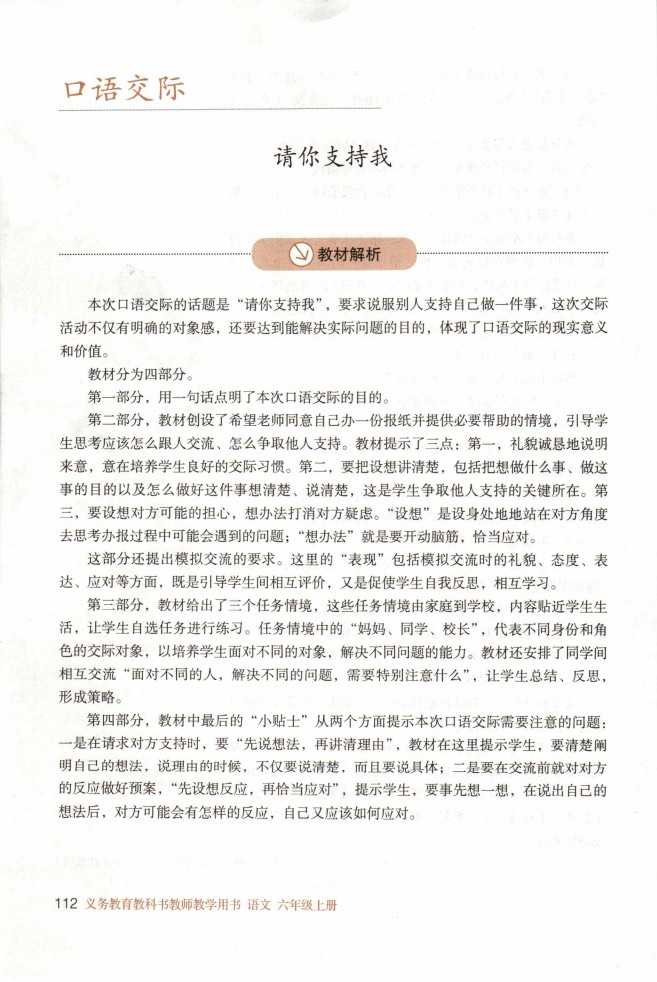 口语交际
请你支持我
教材解析
本次口语交际的话题是“请你支持我”，要求说服别人支持自己做一件事，这次交际
活动不仅有明确的对象感，还要达到能解决实际问题的目的，体现了口语交际的现实意义
和价值。
教材分为四部分。
第一部分，用一句话点明了本次口语交际的目的。
第二部分，教材创设了希望老师同意自己办一份报纸并提供必要帮助的情境，引导学
生思考应该怎么跟人交流、怎么争取他人支持。教材提示了三点：第一，礼貌诚恳地说明
来意，意在培养学生良好的交际习惯。第二，要把设想讲清楚，包括把想做什么事、做这
事的目的以及怎么做好这件事想清楚、说清楚，这是学生争取他人支持的关键所在。第
三，要设想对方可能的担心，想办法打消对方疑虑。“设想”是设身处地地站在对方角度
去思考办报过程中可能会遇到的问题；“想办法”就是要开动脑筋，恰当应对。
这部分还提出模拟交流的要求。这里的“表现”包括模拟交流时的礼貌、态度、表
达、应对等方面，既是引导学生间相互评价，又是促使学生自我反思，相互学习。
第三部分，教材给出了三个任务情境，这些任务情境由家庭到学校，内容贴近学生生
活，让学生自选任务进行练习。任务情境中的“妈妈、同学、校长”，代表不同身份和角
色的交际对象，以培养学生面对不同的对象，解决不同问题的能力。教材还安排了同学间
相互交流“面对不同的人，解决不同的问题，需要特别注意什么”，让学生总结、反思，
形成策略。
第四部分，教材中最后的“小贴士”从两个方面提示本次口语交际需要注意的问题：
一是在请求对方支持时，要“先说想法，再讲清理由”，教材在这里提示学生，要清楚阐
明自己的想法，说理由的时候，不仅要说清楚，而且要说具体；二是要在交流前就对对方
的反应做好预案，“先设想反应，再恰当应对”，提示学生，要事先想一想，在说出自己的
想法后，对方可能会有怎样的反应，自己又应该如何应对。
112 义务教育教科书教师教学用书 语文 六年级上册